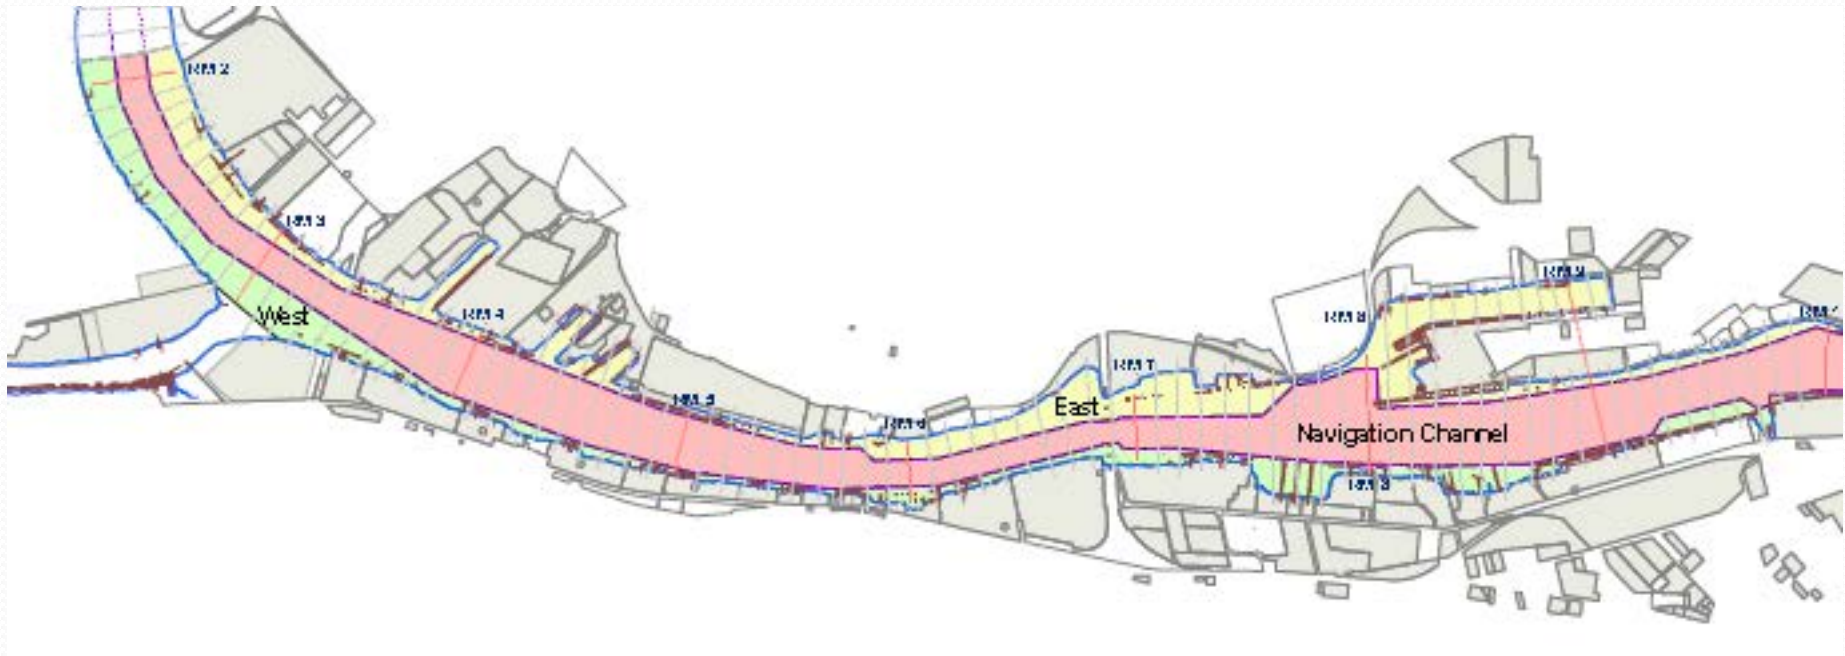 RM 2
RM 3
West
RM 4
RM 5
RM 6
East
RM 7
RM 8
RM 9
Navigation Channel
RM 8